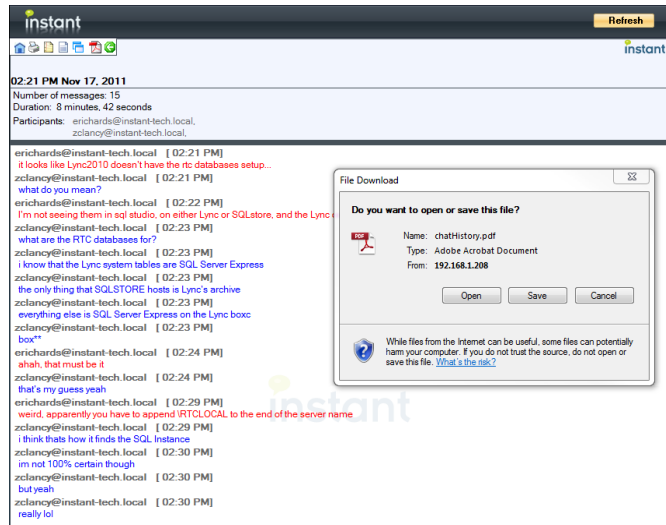 instant
Refresh
instant
02:21 PM Nov 17, 2011
Number of messages: 15
Duration: 8 minutes, 42 seconds
Participants: erichards@instant-tech.local,
zclancy@instant-tech.local,
erichards@instant-tech.local [ 02:21 PM]
it looks like Lync2010 doesn't have the rtc databases setup...
zclancy@instant-tech.local [ 02:21 PM]
what do you mean?
erichards@instant-tech.local [ 02:22 PM]
I'm not seeing them in sql studio, on either Lync or SQLstore, and the Lync
zclancy@instant-tech.local [ 02:23 PM]
what are the RTC databases for?
zclancy@instant-tech.local [ 02:23 PM]
i know that the Lync system tables are SQL Server Express
zclancy@instant-tech.local [ 02:23 PM]
the only thing that SQLSTORE hosts is Lync's archive
zclancy@instant-tech.local [ 02:23 PM]
everything else is SQL Server Express on the Lync boxc
zclancy@instant-tech.local [ 02:23 PM]
box**
erichards@instant-tech.local [ 02:24 PM]
ahah, that must be it
zclancy@instant-tech.local [ 02:24 PM]
that's my guess yeah
erichards@instant-tech.local [ 02:29 PM]
weird, apparently you have to append \RTCLOCAL to the end of the server name
zclancy@instant-tech.local [ 02:29 PM]
i think thats how it finds the SQL Instance
zclancy@instant-tech.local [ 02:30 PM]
im not 100% certain though
zclancy@instant-tech.local [ 02:30 PM]
but yeah
zclancy@instant-tech.local [ 02:30 PM]
really lol
instant
File Download
Do you want to open or save this file?
PDF
Name: chatHistory.pdf
Type: Adobe Acrobat Document
From: 192.168.1.208
Open Save Cancel
While files from the Internet can be useful, some files can potentially
harm your computer. If you do not trust the source, do not open or
save this file. What's the risk?